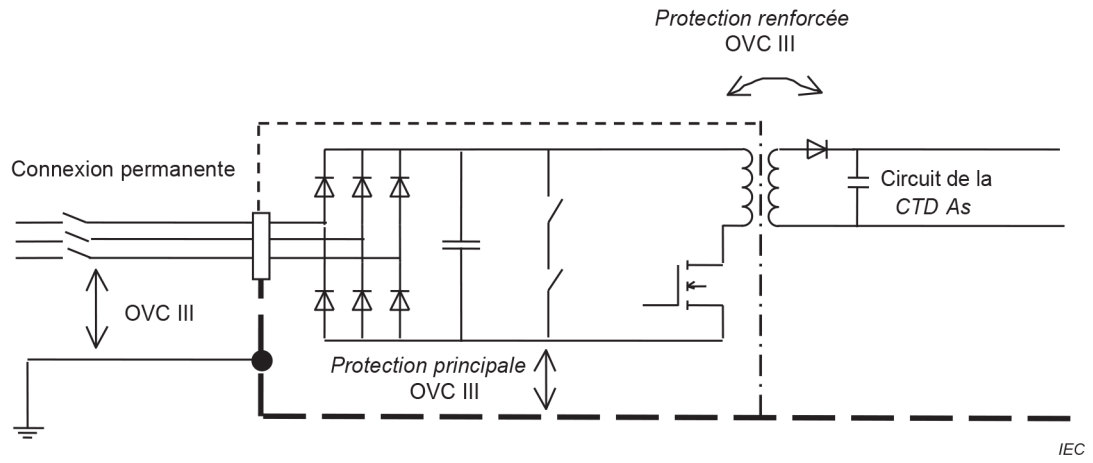 Protection renforcée
OVC III
Connexion permanente
Circuit de la
CTD As
OVC III
Protection principale
OVC III
IEC